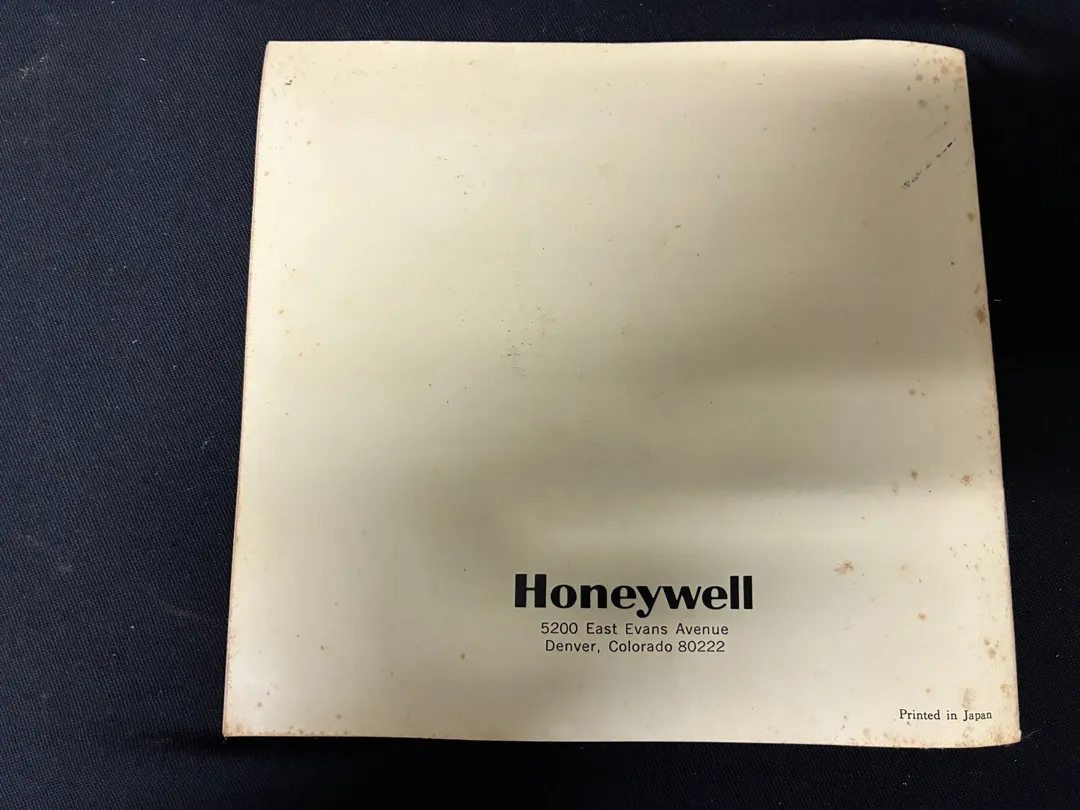 Honeywell
5200 East Evans Avenue
Denver, Colorado 80222
Printed in Japan